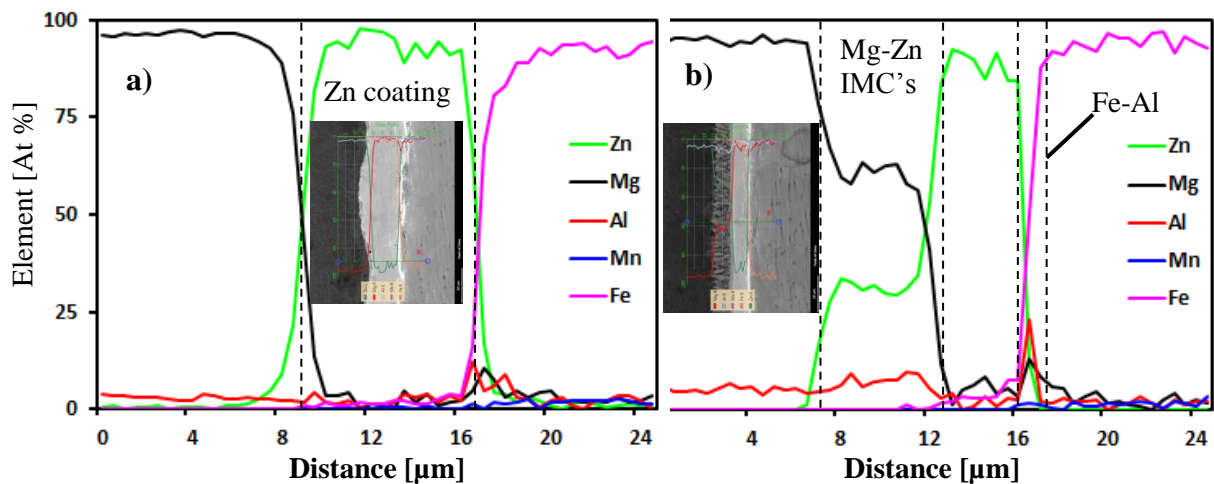 a)
Zn coating
Element [At %]
100
75
50
25
0
Zn
Mg
Al
Mn
Fe
0 4 8 12 16 20 24
Distance [µm]
b)
Mg-Zn
IMC's
Fe-Al
Zn
Mg
Al
Mn
Fe
4 8 12 16 20 24
Distance [µm]